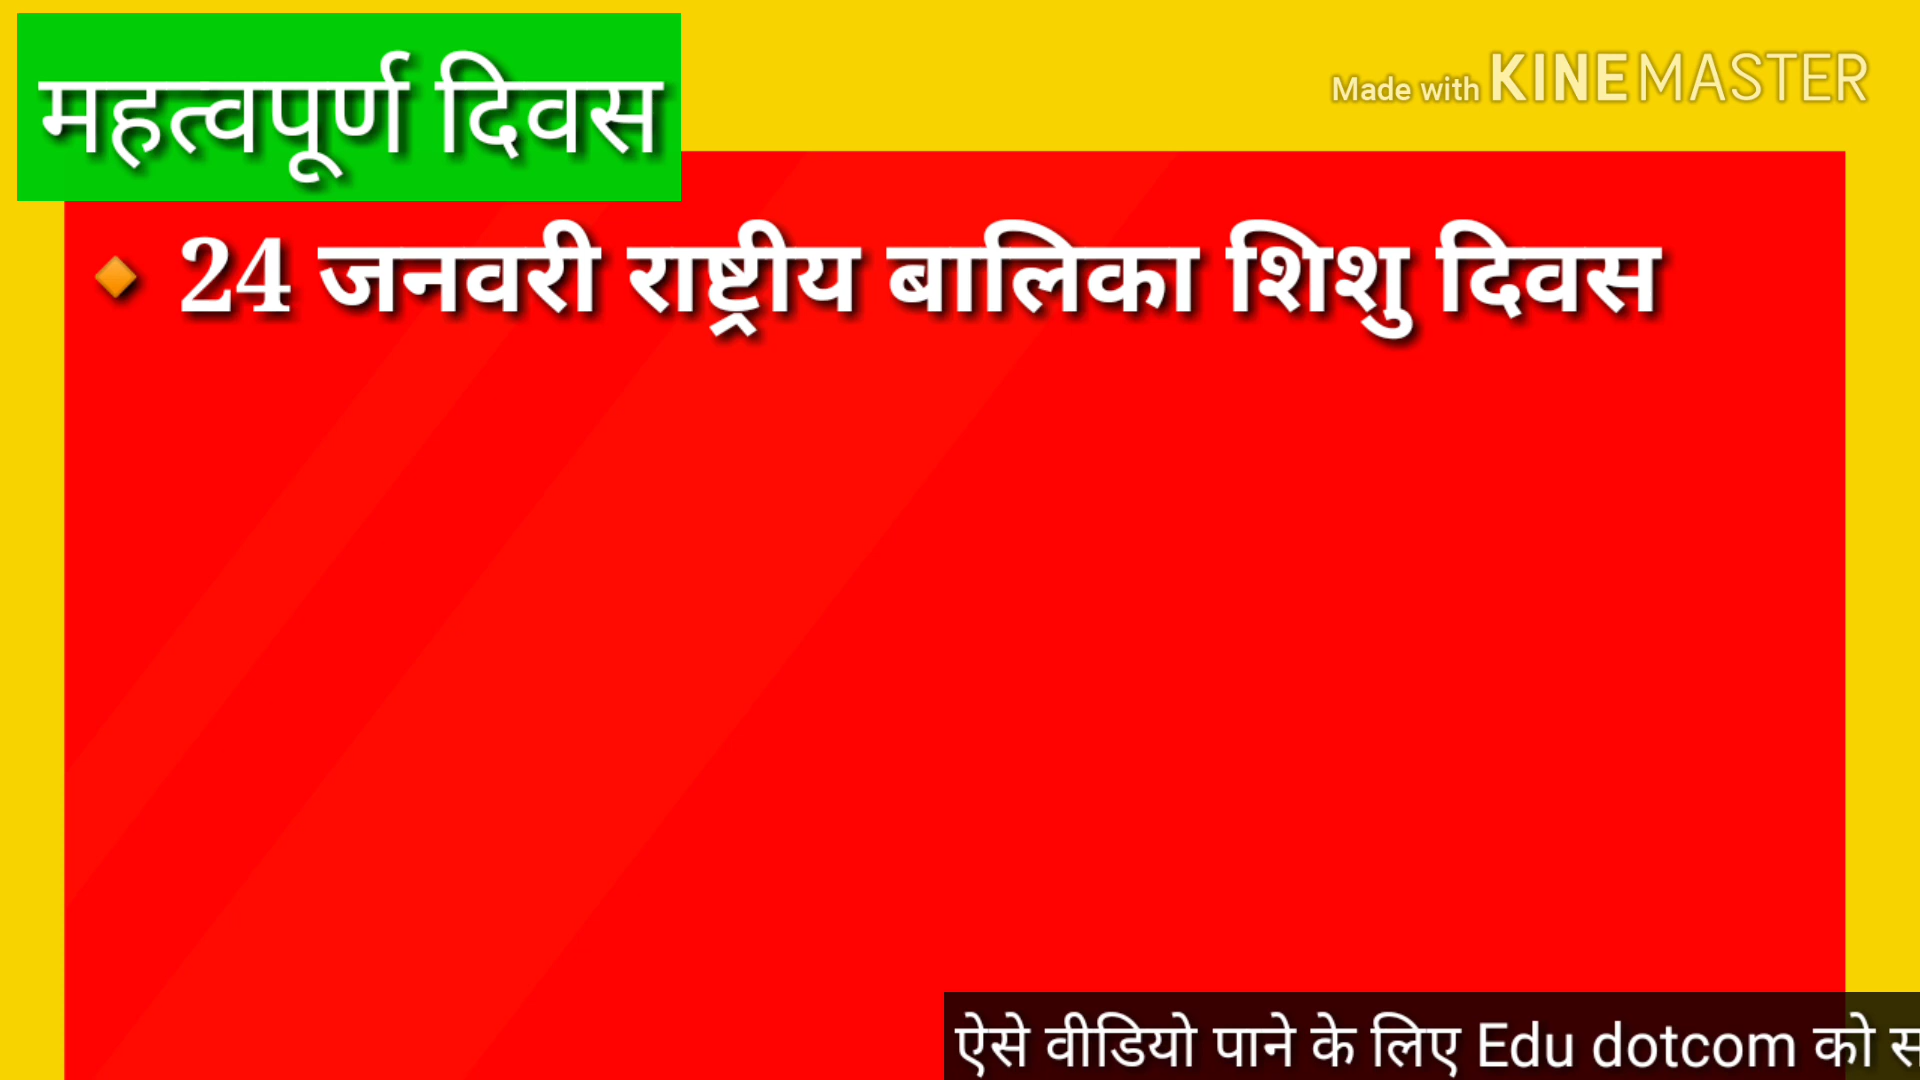 महत्वपूर्ण दिवस
Made with KINEMASTER
🔸 24 जनवरी राष्ट्रीय बालिका शिशु दिवस
ऐसे वीडियो पाने के लिए Edu dotcom को